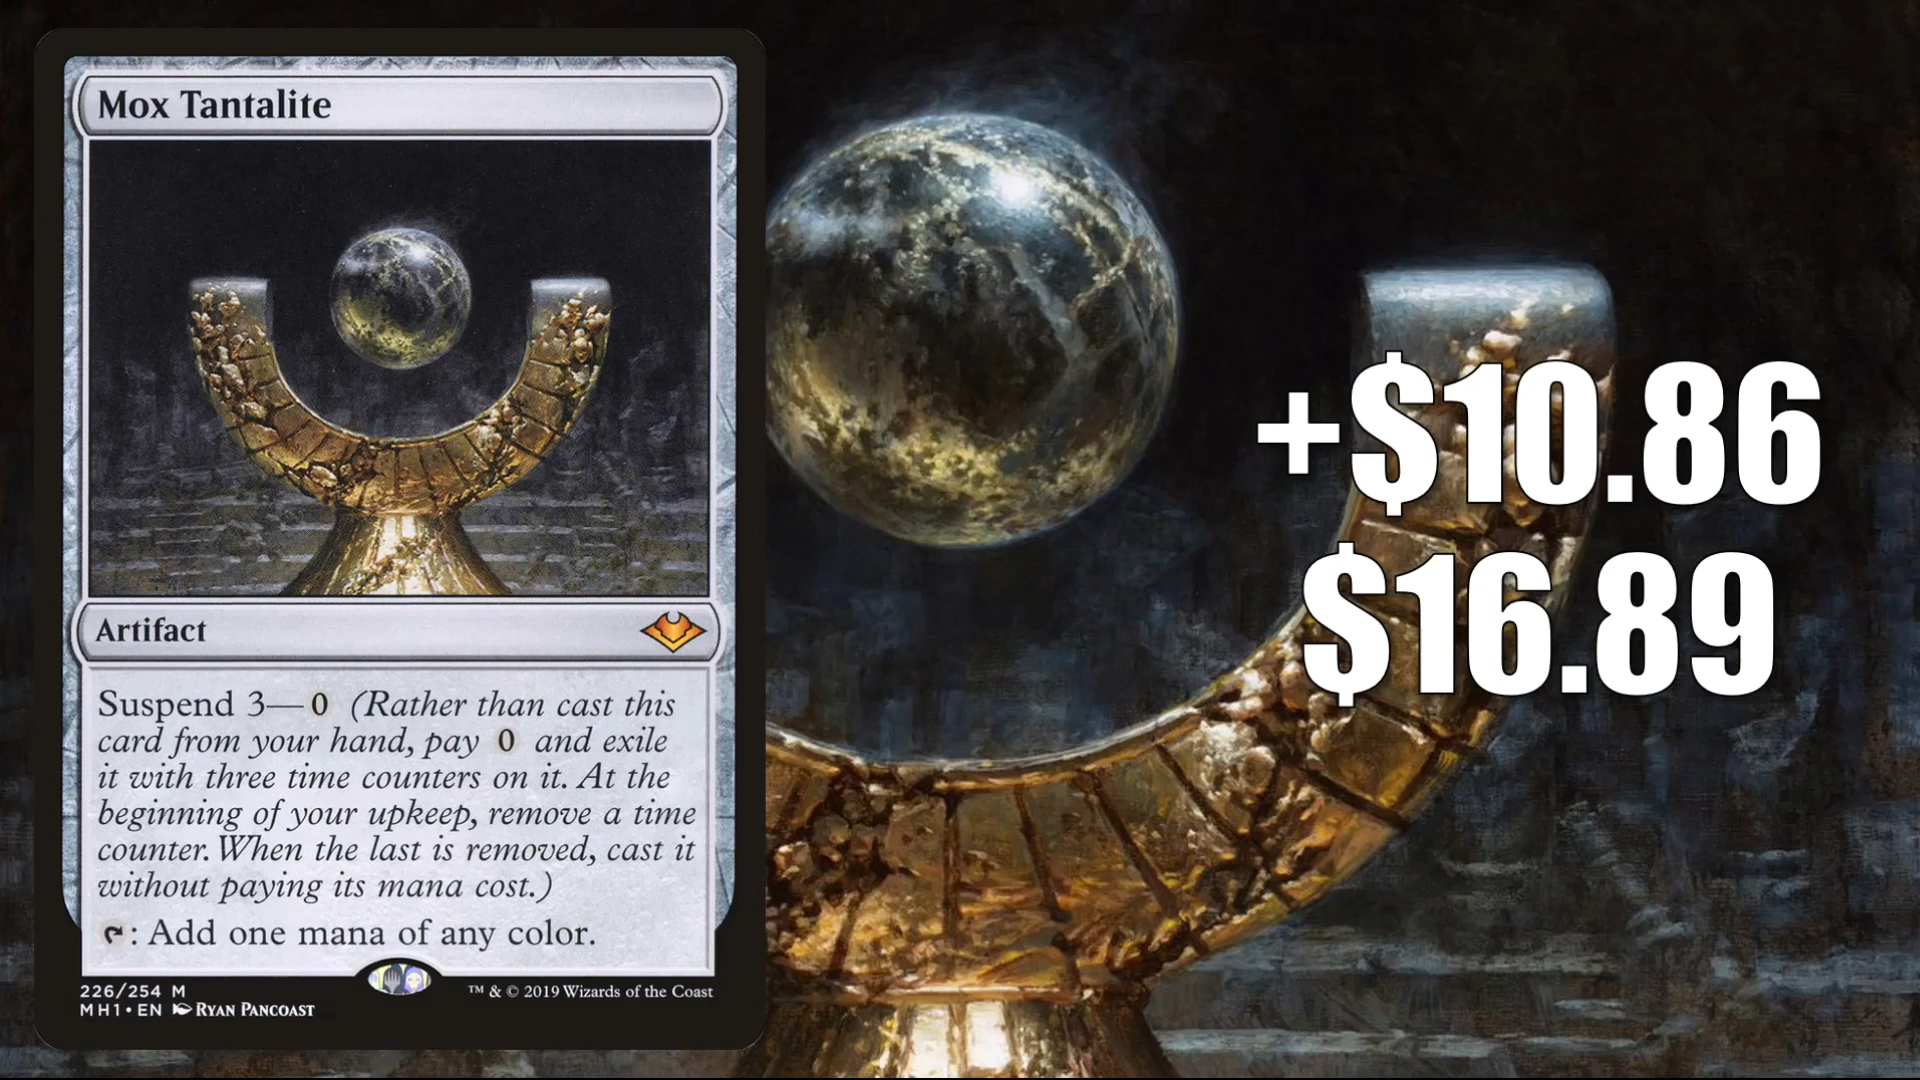 Mox Tantalite
Artifact
Suspend 3—0 (Rather than cast this
card from your hand, pay 0 and exile
it with three time counters on it. At the
beginning of your upkeep, remove a time
counter. When the last is removed, cast it
without paying its mana cost.)
: Add one mana of any color.
226/254 M
MH1•EN RYAN PANCOAST
™ & © 2019 Wizards of the Coast
+$10.86
$16.89